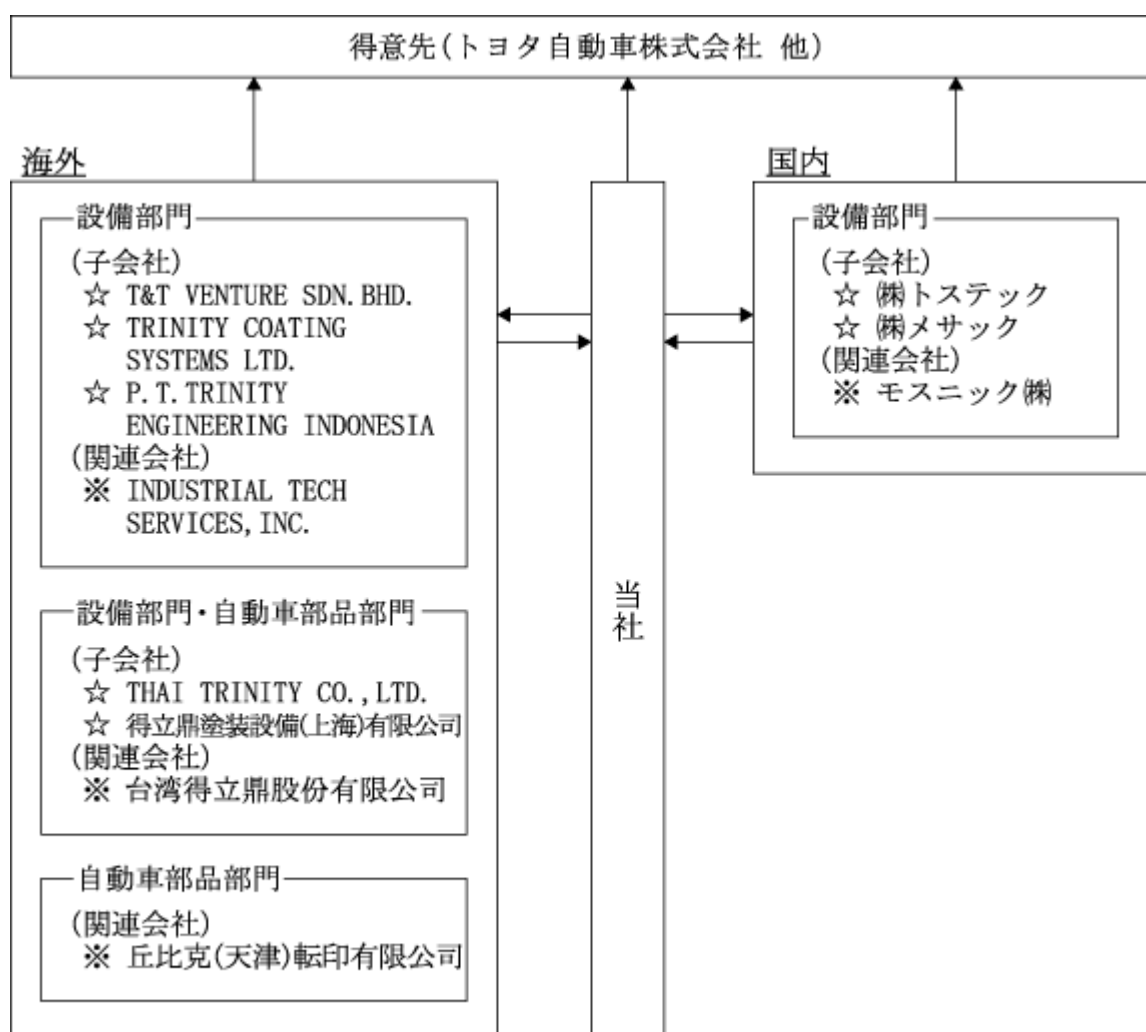 得意先(トヨタ自動車株式会社 他)
海外
設備部門
(子会社)
☆ T&T VENTURE SDN.BHD.
☆ TRINITY COATING
SYSTEMS LTD.
☆ P.T.TRINITY
ENGINEERING INDONESIA
(関連会社)
※ INDUSTRIAL TECH
SERVICES,INC.
設備部門・自動車部品部門
(子会社)
☆ THAI TRINITY CO.,LTD.
☆ 得立鼎塗装設備(上海)有限公司
(関連会社)
※ 台湾得立鼎股份有限公司
自動車部品部門
(関連会社)
※ 丘比克(天津)転印有限公司
当社
国内
設備部門
(子会社)
☆ ㈱トステック
☆ ㈱メサック
(関連会社)
※ モスニック㈱